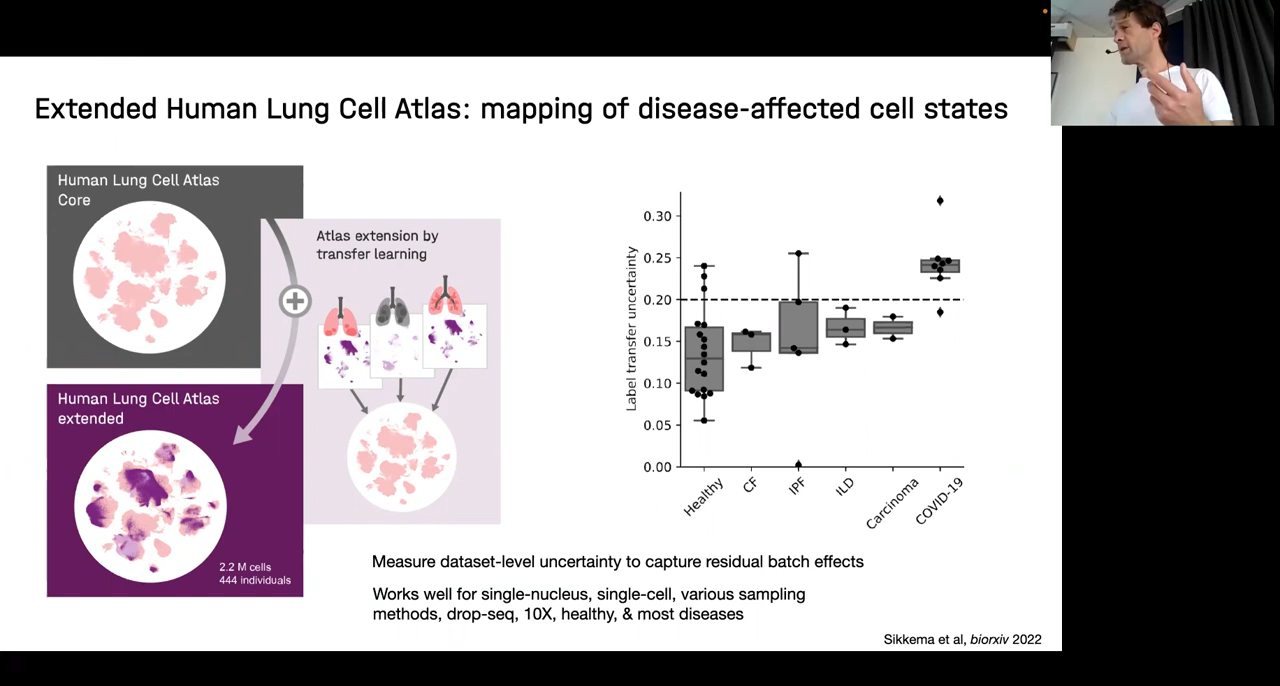 Extended Human Lung Cell Atlas: mapping of disease-affected cell states
Human Lung Cell Atlas
Core
Atlas extension by
transfer learning
Human Lung Cell Atlas
extended
2.2 M cells
444 individuals
Label transfer uncertainty
0.30
0.25
0.20
0.15
0.10
0.05
0.00
Healthy
CF
IPF
ILD
Carcinoma
COVID-19
Measure dataset-level uncertainty to capture residual batch effects
Works well for single-nucleus, single-cell, various sampling
methods, drop-seq, 10X, healthy, & most diseases
Sikkema et al, biorxiv 2022